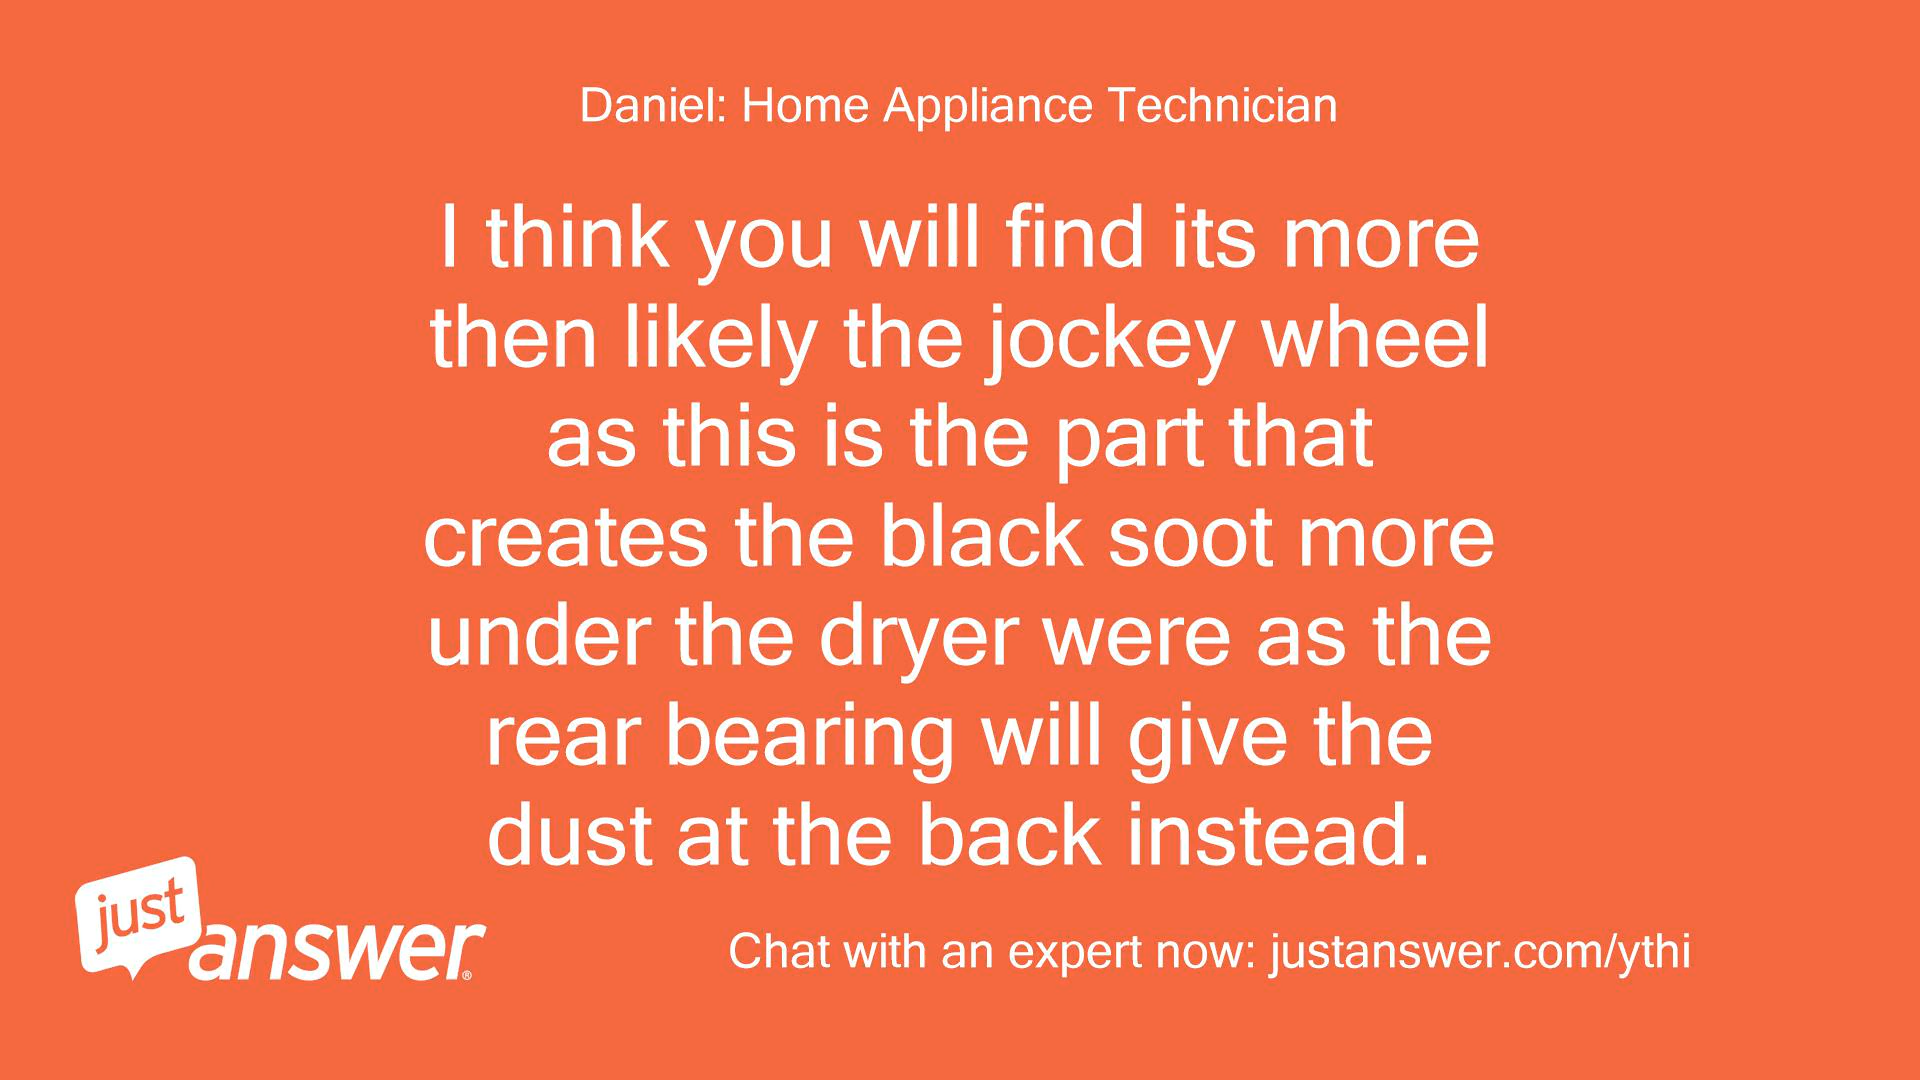 Daniel: Home Appliance Technician
I think you will find its more
then likely the jockey wheel
as this is the part that
creates the black soot more
under the dryer were as the
rear bearing will give the
dust at the back instead.
just
answer®
Chat with an expert now: justanswer.com/ythi